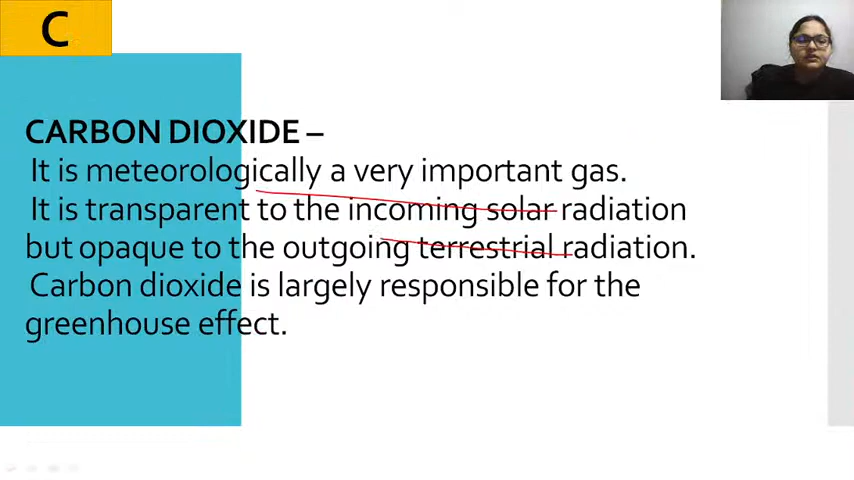 C
CARBON DIOXIDE –
It is meteorologically a very important gas.
It is transparent to the incoming solar radiation
but opaque to the outgoing terrestrial radiation.
Carbon dioxide is largely responsible for the
greenhouse effect.